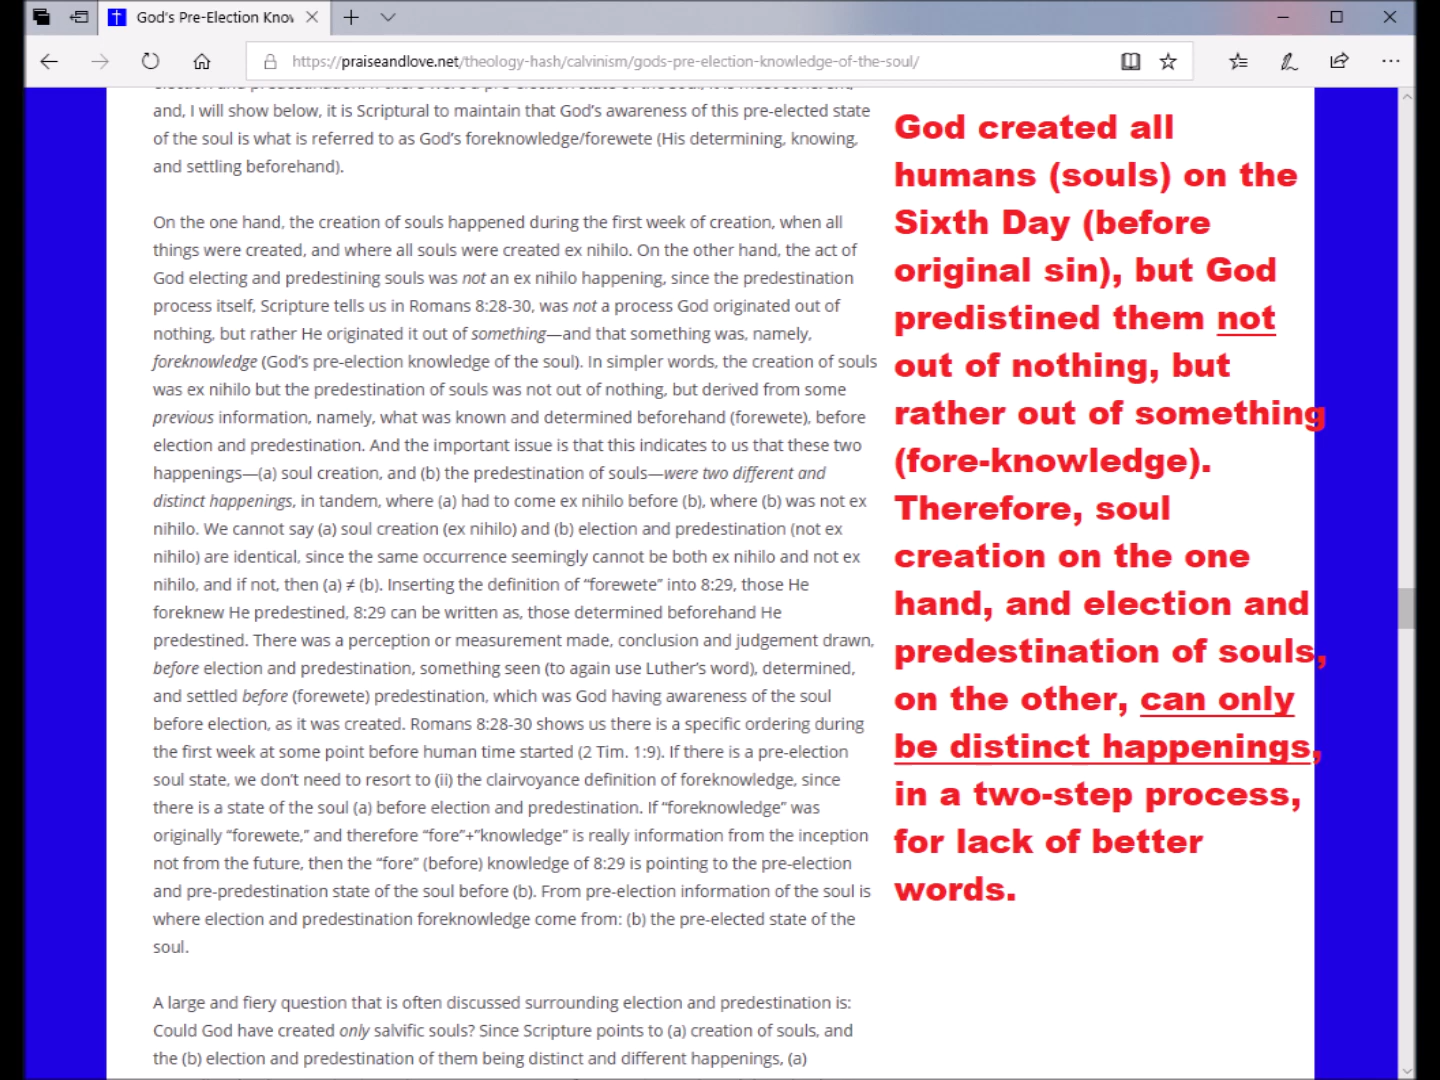 God's Pre-Election Know
https://praiseandlove.net/theology-hash/calvinism/gods-pre-election-knowledge-of-the-soul/
and, I will show below, it is Scriptural to maintain that God's awareness of this pre-elected state
of the soul is what is referred to as God's foreknowledge/forewete (His determining, knowing,
and settling beforehand).
On the one hand, the creation of souls happened during the first week of creation, when all
things were created, and where all souls were created ex nihilo. On the other hand, the act of
God electing and predestining souls was not an ex nihilo happening, since the predestination
process itself, Scripture tells us in Romans 8:28-30, was not a process God originated out of
nothing, but rather He originated it out of something—and that something was, namely,
foreknowledge (God's pre-election knowledge of the soul). In simpler words, the creation of souls
was ex nihilo but the predestination of souls was not out of nothing, but derived from some
previous information, namely, what was known and determined beforehand (forewete), before
election and predestination. And the important issue is that this indicates to us that these two
happenings—(a) soul creation, and (b) the predestination of souls—were two different and
distinct happenings, in tandem, where (a) had to come ex nihilo before (b), where (b) was not ex
nihilo. We cannot say (a) soul creation (ex nihilo) and (b) election and predestination (not ex
nihilo) are identical, since the same occurrence seemingly cannot be both ex nihilo and not ex
nihilo, and if not, then (a) ≠ (b). Inserting the definition of “forewete” into 8:29, those He
foreknew He predestined, 8:29 can be written as, those determined beforehand He
predestined. There was a perception or measurement made, conclusion and judgement drawn,
before election and predestination, something seen (to again use Luther's word), determined,
and settled before (forewete) predestination, which was God having awareness of the soul
before election, as it was created. Romans 8:28-30 shows us there is a specific ordering during
the first week at some point before human time started (2 Tim. 1:9). If there is a pre-election
soul state, we don't need to resort to (ii) the clairvoyance definition of foreknowledge, since
there is a state of the soul (a) before election and predestination. If “foreknowledge” was
originally “forewete,” and therefore “fore”+“knowledge” is really information from the inception
not from the future, then the “fore” (before) knowledge of 8:29 is pointing to the pre-election
and pre-predestination state of the soul before (b). From pre-election information of the soul is
where election and predestination foreknowledge come from: (b) the pre-elected state of the
soul.
A large and fiery question that is often discussed surrounding election and predestination is:
Could God have created only salvific souls? Since Scripture points to (a) creation of souls, and
the (b) election and predestination of them being distinct and different happenings, (a)
God created all
humans (souls) on the
Sixth Day (before
original sin), but God
predistined them not
out of nothing, but
rather out of something
(fore-knowledge).
Therefore, soul
creation on the one
hand, and election and
predestination of souls,
on the other, can only
be distinct happenings,
in a two-step process,
for lack of better
words.